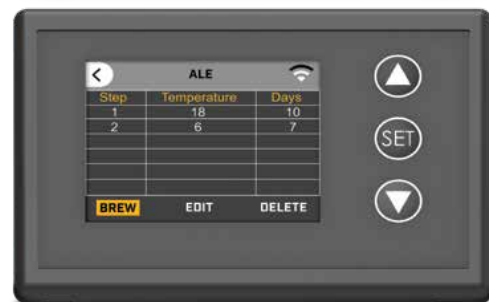 ALE
Step Temperature Days
1 18 10
2 6 7
BREW EDIT DELETE
SET